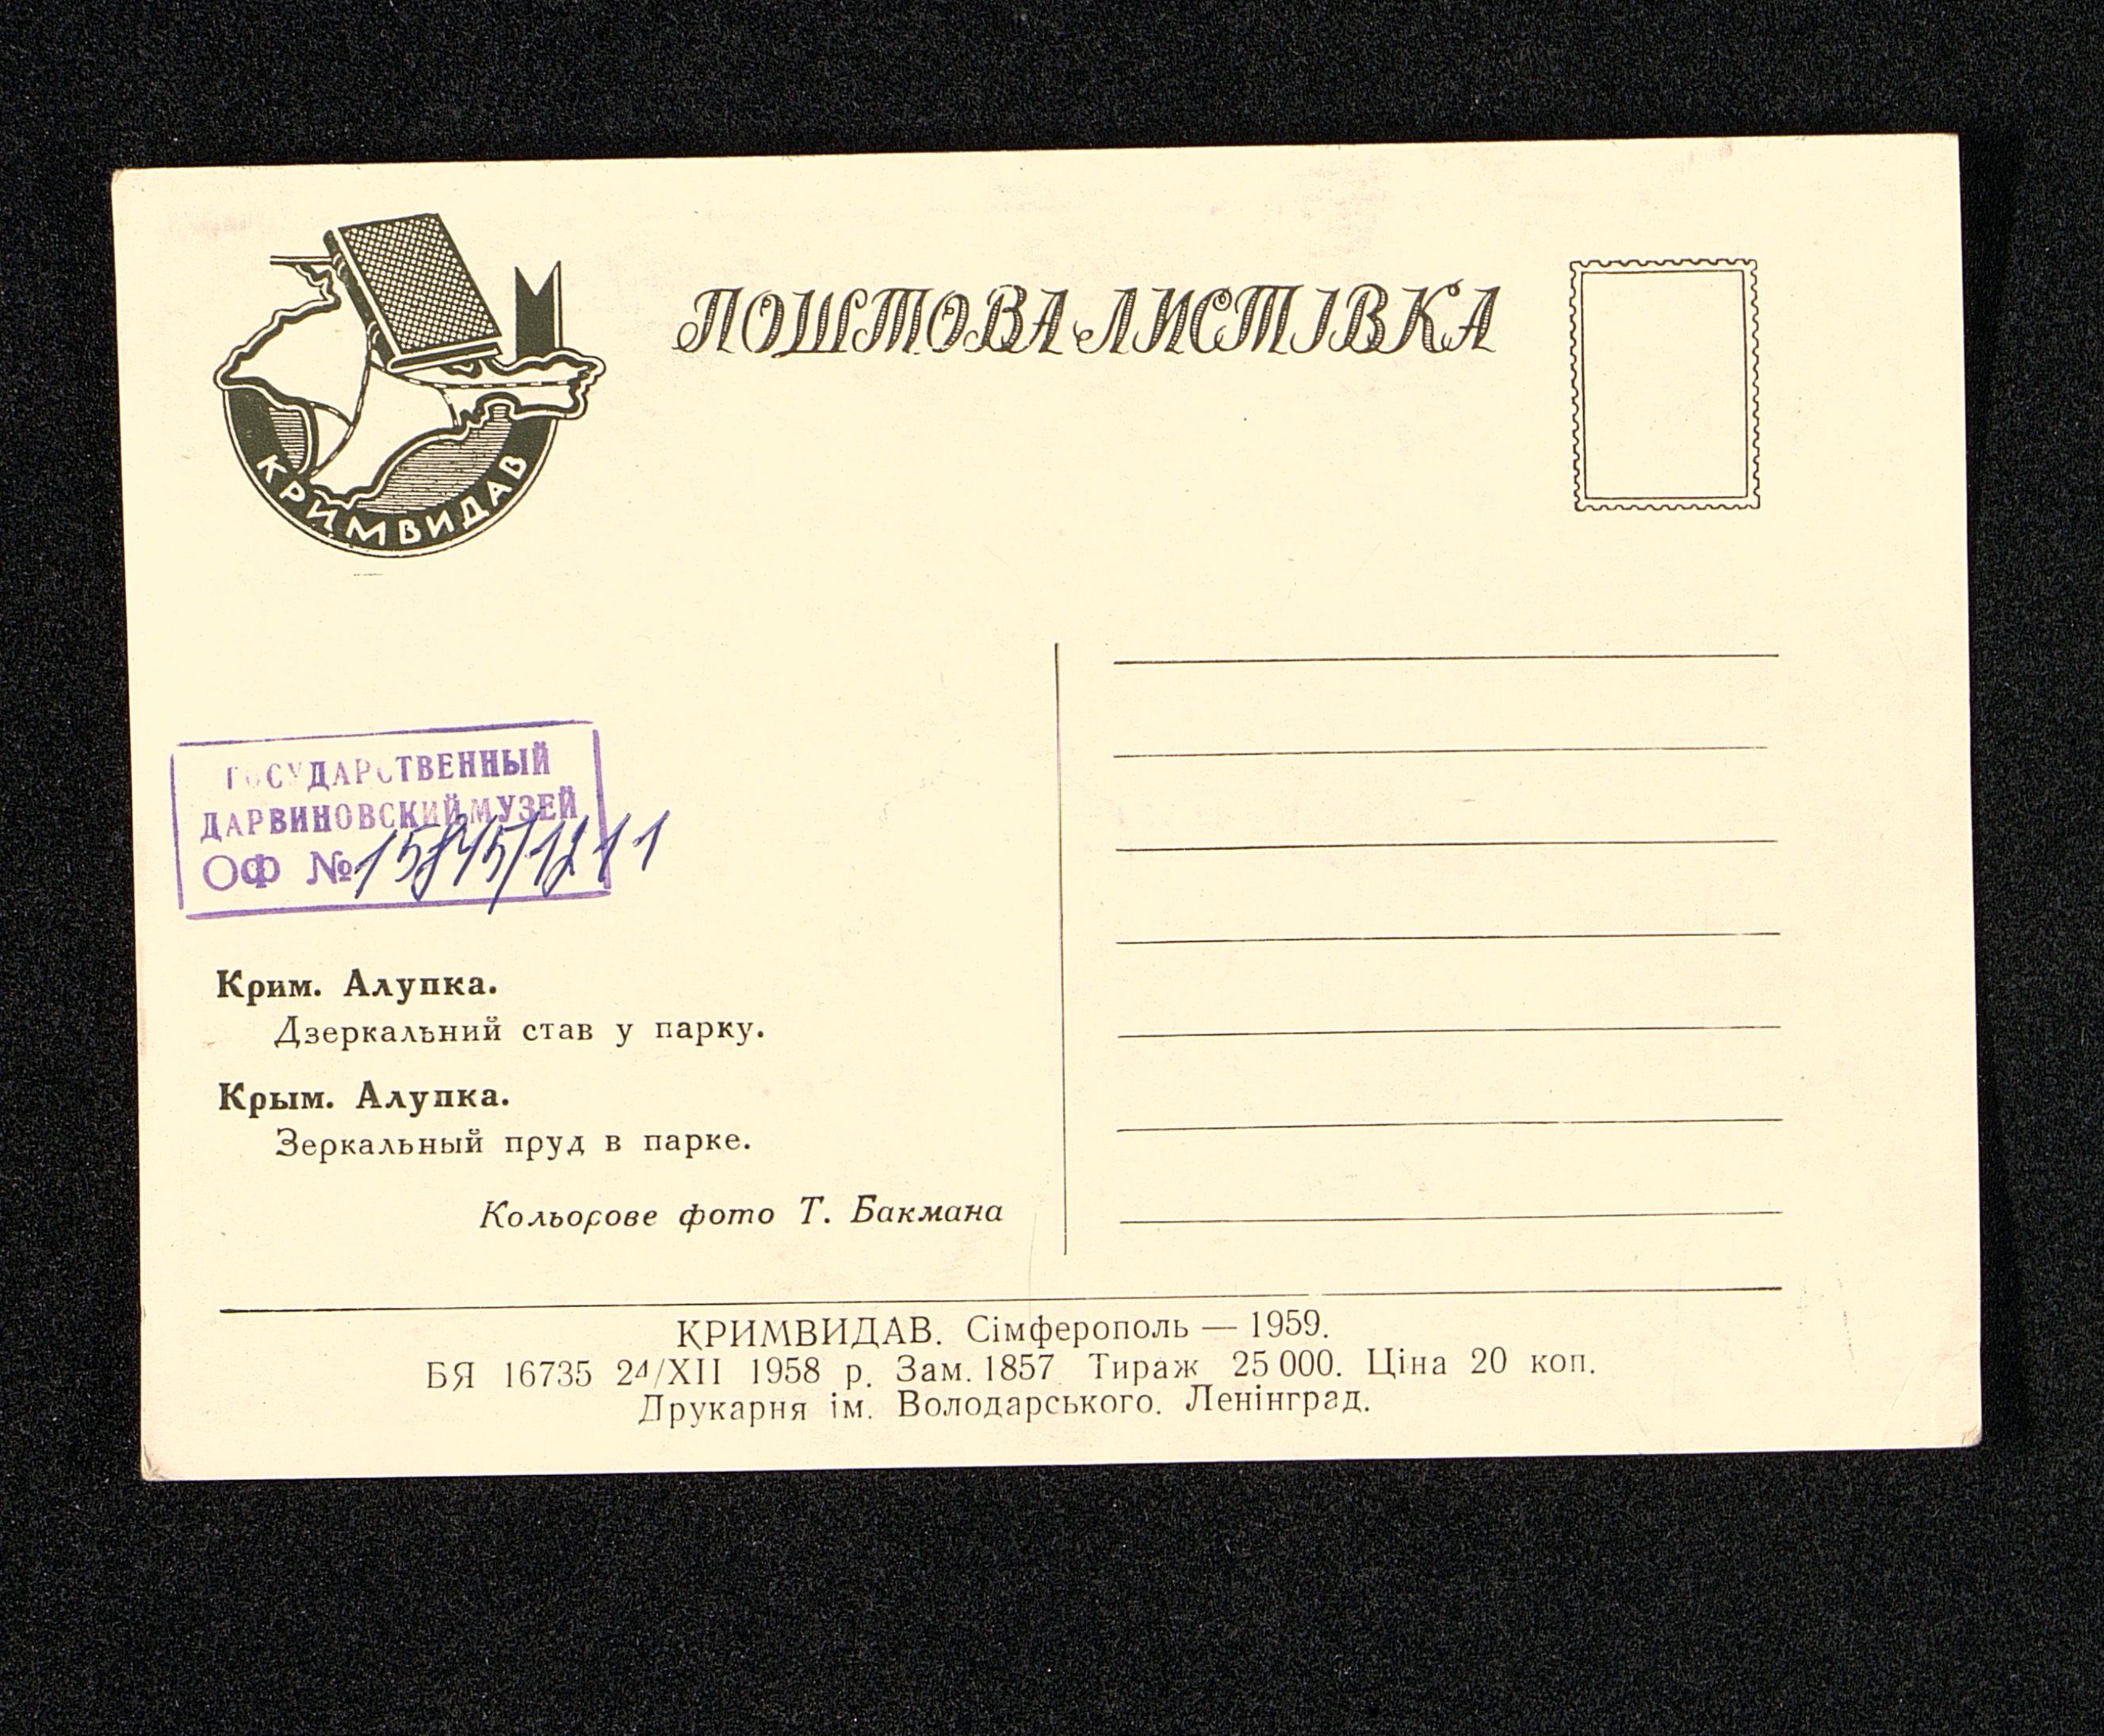 ПОШТОВА ЛИСТІВКА
КРИМВИДАВ
ГОСУДАРСТВЕННЫЙ
ДАРВИНОВСКИЙ МУЗЕЙ
ОФ №
Крим. Алупка.
Дзеркальний став у парку.
Крым. Алупка.
Зеркальный пруд в парке.
Кольорове фото Т. Бакмана
КРИМВИДАВ. Сімферополь — 1959.
БЯ 16735 24/XII 1958 р. Зам. 1857 Тираж 25 000. Ціна 20 коп.
Друкарня ім. Володарського. Ленінград.